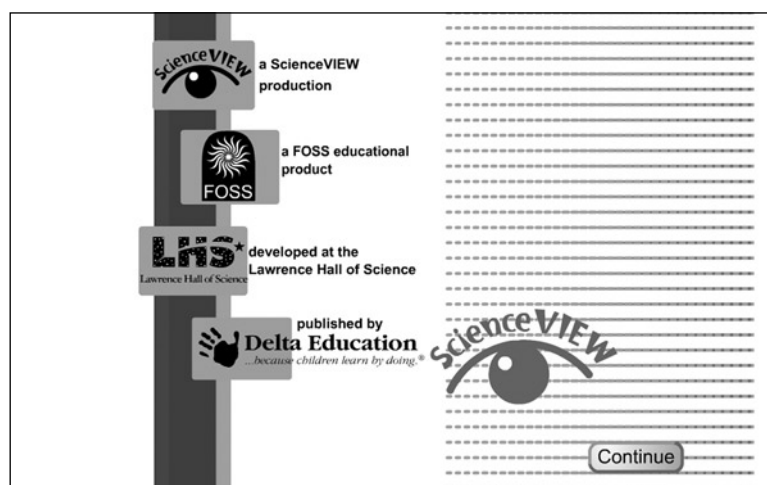 ScienceVIEW
a ScienceVIEW
production
FOSS
a FOSS educational
product
LHS
Lawrence Hall of Science
developed at the
Lawrence Hall of Science
published by
Delta Education
...because children learn by doing.®
ScienceVIEW
Continue